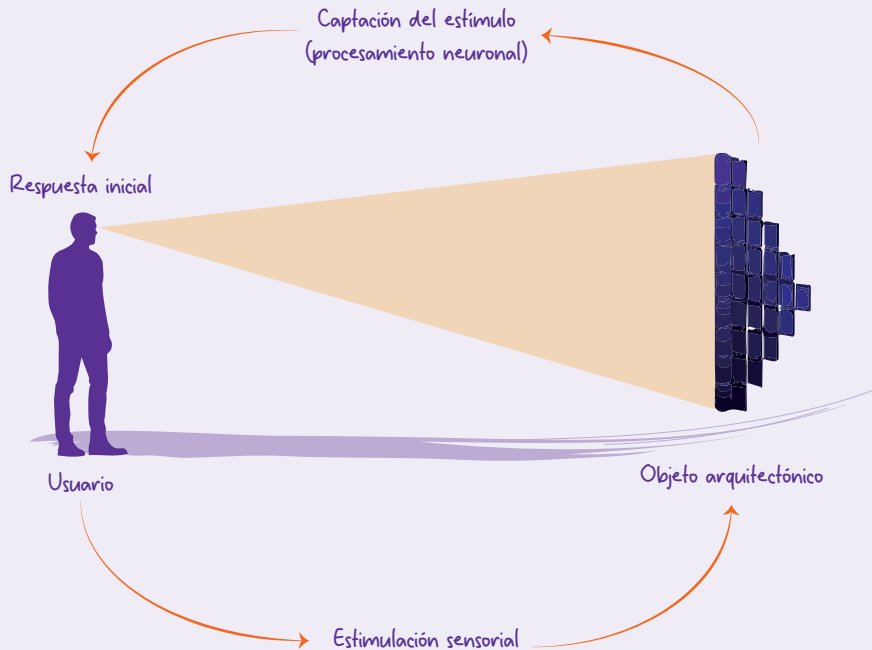 Captación del estímulo
(procesamiento neuronal)
Respuesta inicial
Usuario
Objeto arquitectónico
Estimulación sensorial